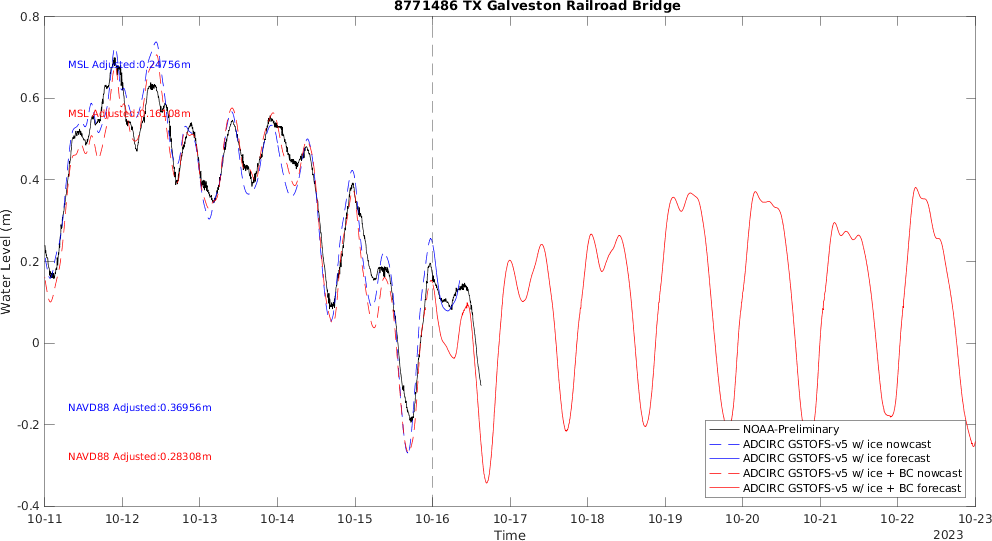 8771486 TX Galveston Railroad Bridge
0.8
0.6
0.4
0.2
0
-0.2
-0.4
Water Level (m)
MSL Adjusted:0.24756m
MSL Adjusted:0.16108m
NAVD88 Adjusted:0.36956m
NAVD88 Adjusted:0.28308m
NOAA-Preliminary
ADCIRC GSTOFS-v5 w/ ice nowcast
ADCIRC GSTOFS-v5 w/ ice forecast
ADCIRC GSTOFS-v5 w/ ice + BC nowcast
ADCIRC GSTOFS-v5 w/ ice + BC forecast
10-11 10-12 10-13 10-14 10-15 10-16 10-17 10-18 10-19 10-20 10-21 10-22 10-23
Time
2023